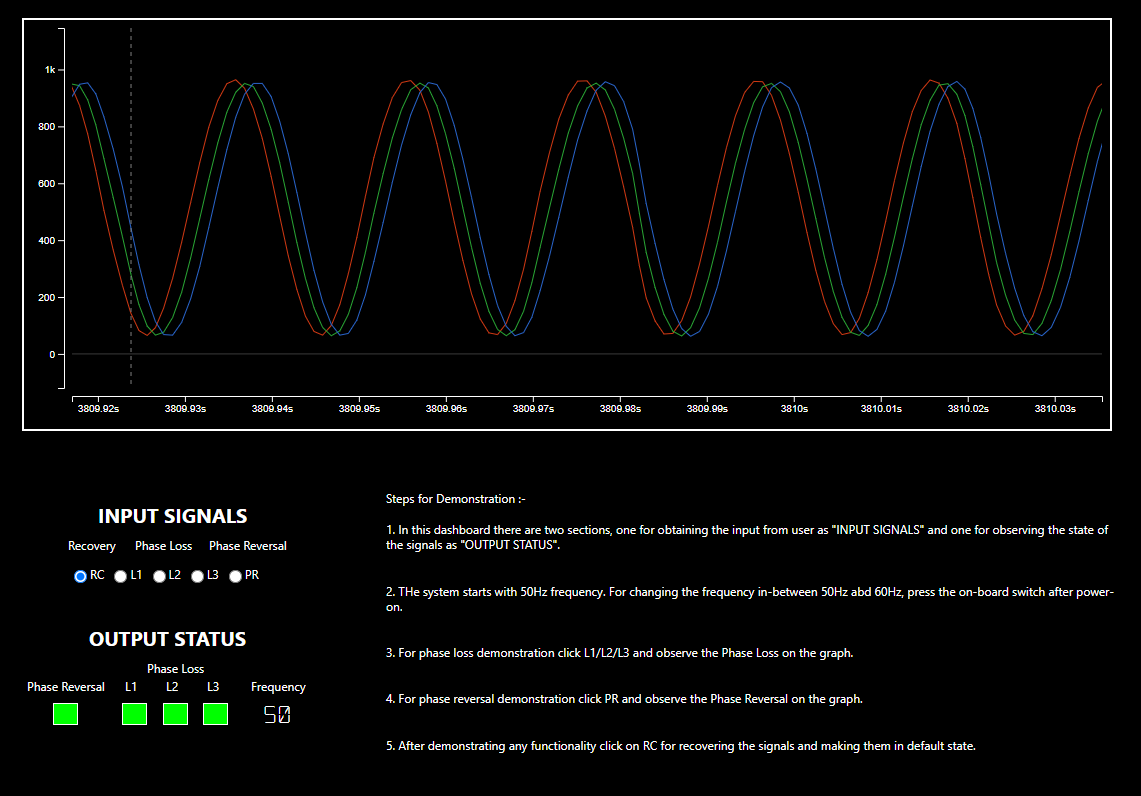 1k
800
600
400
200
0
3809.92s 3809.93s 3809.94s 3809.95s 3809.96s 3809.97s 3809.98s 3809.99s 3810s 3810.01s 3810.02s 3810.03s
INPUT SIGNALS
Recovery Phase Loss Phase Reversal
RC L1 L2 L3 PR
OUTPUT STATUS
Phase Loss
Phase Reversal L1 L2 L3 Frequency
50
Steps for Demonstration :-
1. In this dashboard there are two sections, one for obtaining the input from user as "INPUT SIGNALS" and one for observing the state of
the signals as "OUTPUT STATUS".
2. THe system starts with 50Hz frequency. For changing the frequency in-between 50Hz abd 60Hz, press the on-board switch after power-
on.
3. For phase loss demonstration click L1/L2/L3 and observe the Phase Loss on the graph.
4. For phase reversal demonstration click PR and observe the Phase Reversal on the graph.
5. After demonstrating any functionality click on RC for recovering the signals and making them in default state.